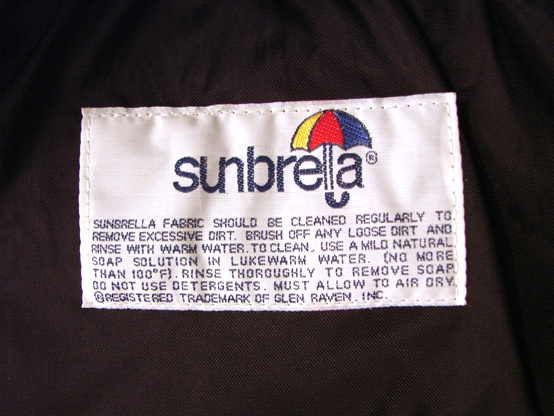 sunbrella®
SUNBRELLA FABRIC SHOULD BE CLEANED REGULARLY TO
REMOVE EXCESSIVE DIRT. BRUSH OFF ANY LOOSE DIRT AND
RINSE WITH WARM WATER. TO CLEAN, USE A MILD NATURAL
SOAP SOLUTION IN LUKEWARM WATER. (NO MORE
THAN 100°F). RINSE THOROUGHLY TO REMOVE SOAP.
DO NOT USE DETERGENTS. MUST ALLOW TO AIR DRY.
®REGISTERED TRADEMARK OF GLEN RAVEN, INC.